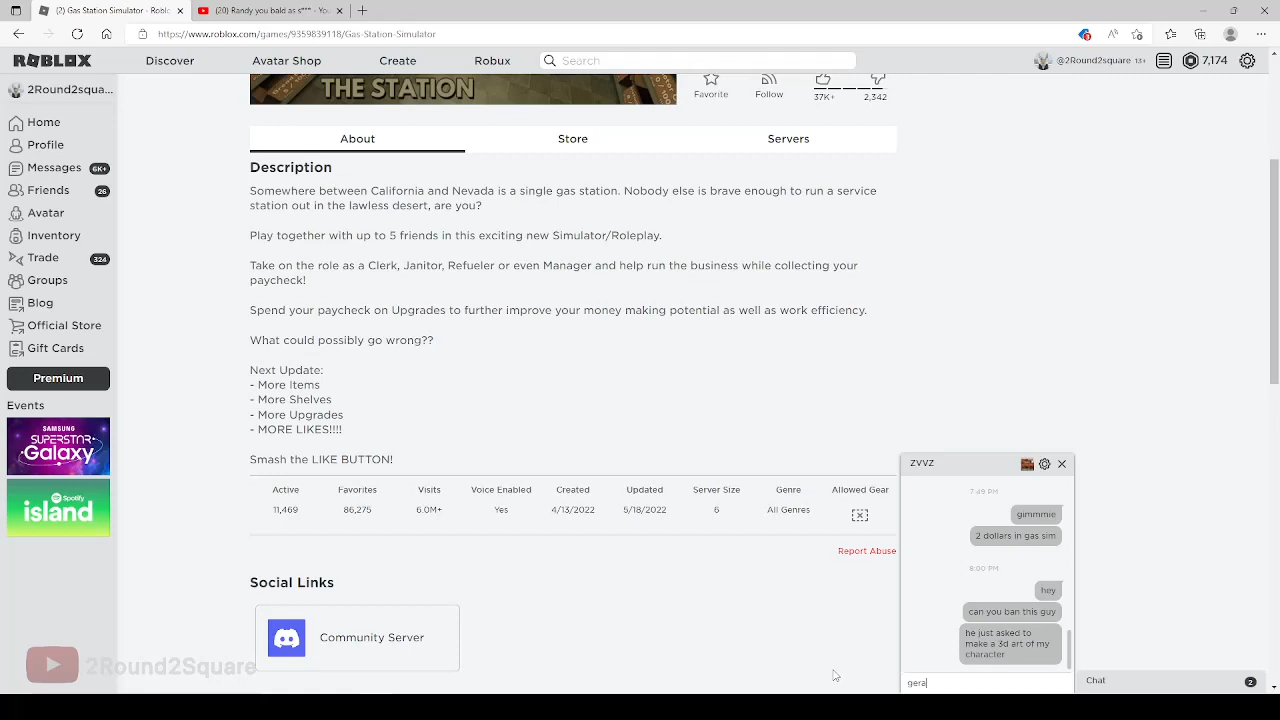 (2) Gas Station Simulator - Roblo
(20) Randy you bald as s*** - You
https://www.roblox.com/games/9359839118/Gas-Station-Simulator
ROBLOX
Discover
Avatar Shop
Create
Robux
Search
@2Round2square 13+
7,174
2Round2squa...
Home
Profile
Messages 6K+
Friends 26
Avatar
Inventory
Trade 324
Groups
Blog
Official Store
Gift Cards
Premium
Events
SAMSUNG
SUPERSTAR
Galaxy
Spotify
island
THE STATION
Favorite
Follow
37K+
2,342
About
Store
Servers
Description
Somewhere between California and Nevada is a single gas station. Nobody else is brave enough to run a service
station out in the lawless desert, are you?
Play together with up to 5 friends in this exciting new Simulator/Roleplay.
Take on the role as a Clerk, Janitor, Refueler or even Manager and help run the business while collecting your
paycheck!
Spend your paycheck on Upgrades to further improve your money making potential as well as work efficiency.
What could possibly go wrong??
Next Update:
- More Items
- More Shelves
- More Upgrades
- MORE LIKES!!!!
Smash the LIKE BUTTON!
Active Favorites Visits Voice Enabled Created Updated Server Size Genre Allowed Gear
11,469 86,275 6.0M+ Yes 4/13/2022 5/18/2022 6 All Genres
Report Abuse
Social Links
Community Server
2Round2Square
ZVVZ
7:49 PM
gimmmie
2 dollars in gas sim
8:00 PM
hey
can you ban this guy
he just asked to
make a 3d art of my
character
gera
Chat
2